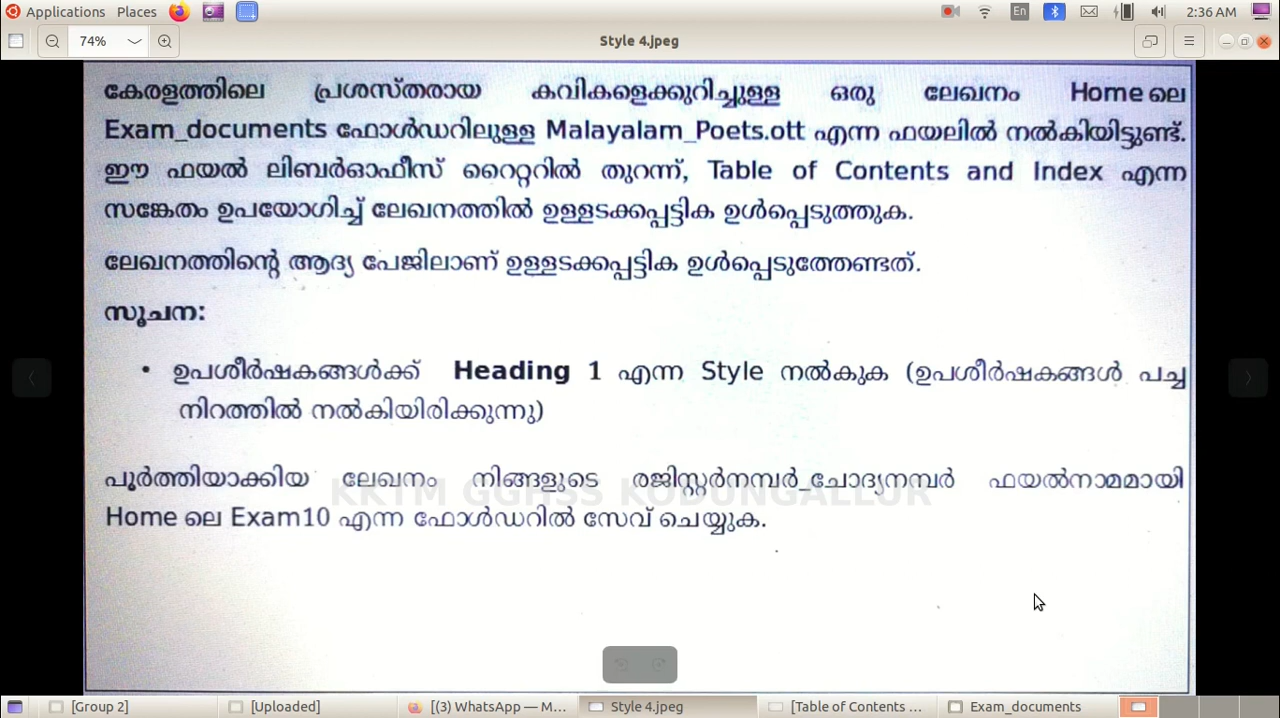 Applications Places En 2:36 AM
74% Style 4.jpeg
കേരളത്തിലെ പ്രശസ്തരായ കവികളെക്കുറിച്ചുള്ള ഒരു ലേഖനം Home ലെ
Exam_documents ഫോൾഡറിലുള്ള Malayalam_Poets.ott എന്ന ഫയലിൽ നൽകിയിട്ടുണ്ട്.
ഈ ഫയൽ ലിബർഓഫീസ് റൈറ്ററിൽ തുറന്ന്, Table of Contents and Index എന്ന
സങ്കേതം ഉപയോഗിച്ച് ലേഖനത്തിൽ ഉള്ളടക്കപ്പട്ടിക ഉൾപ്പെടുത്തുക.
ലേഖനത്തിന്റെ ആദ്യ പേജിലാണ് ഉള്ളടക്കപ്പട്ടിക ഉൾപ്പെടുത്തേണ്ടത്.
സൂചന:
• ഉപശീർഷകങ്ങൾക്ക് Heading 1 എന്ന Style നൽകുക (ഉപശീർഷകങ്ങൾ പച്ച
നിറത്തിൽ നൽകിയിരിക്കുന്നു)
പൂർത്തിയാക്കിയ ലേഖനം നിങ്ങളുടെ രജിസ്റ്റർനമ്പർ_ചോദ്യനമ്പർ ഫയൽനാമമായി
KKTM GGHSS KODUNGALLUR
Home ലെ Exam10 എന്ന ഫോൾഡറിൽ സേവ് ചെയ്യുക.
[Group 2] [Uploaded] [(3) WhatsApp — M... Style 4.jpeg [Table of Contents ... Exam_documents